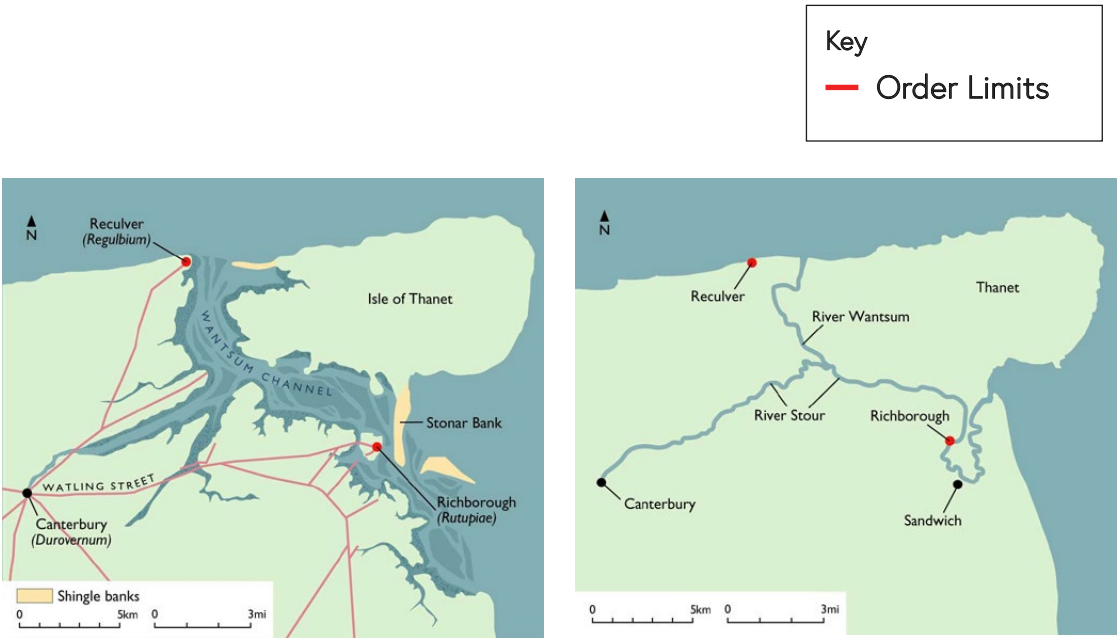 Key
Order Limits
N
Reculver
(Regulbium)
Isle of Thanet
WANTSUM CHANNEL
Stonar Bank
WATLING STREET
Richborough
(Rutupiae)
Canterbury
(Durovernum)
Shingle banks
0 5km 0 3mi
N
Reculver
Thanet
River Wantsum
River Stour
Richborough
Canterbury
Sandwich
0 5km 0 3mi